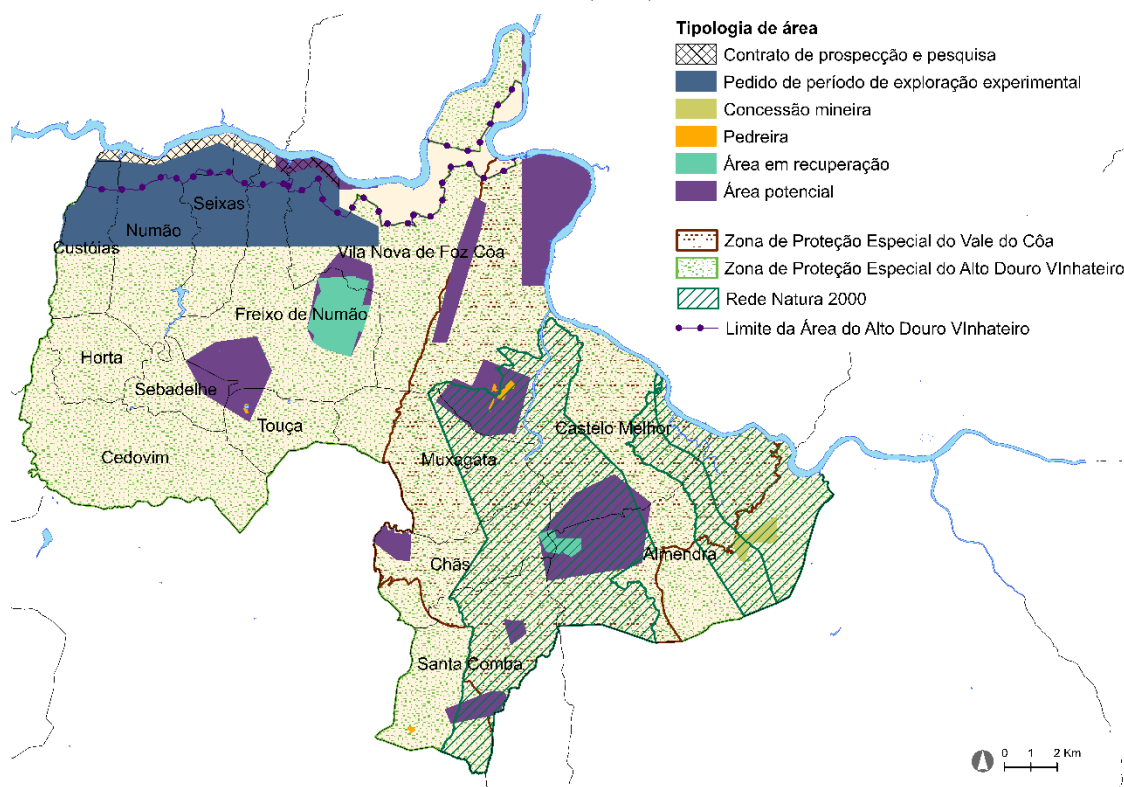 Tipologia de área
Contrato de prospecção e pesquisa
Pedido de período de exploração experimental
Concessão mineira
Pedreira
Área em recuperação
Área potencial
Zona de Proteção Especial do Vale do Côa
Zona de Proteção Especial do Alto Douro VInhateiro
Rede Natura 2000
Limite da Área do Alto Douro VInhateiro
Seixas
Numão
Custóias
Vila Nova de Foz Côa
Freixo de Numão
Horta
Sebadelhe
Touça
Cedovim
Castelo Melhor
Muxagata
Almendra
Chãs
Santa Comba
0 1 2 Km